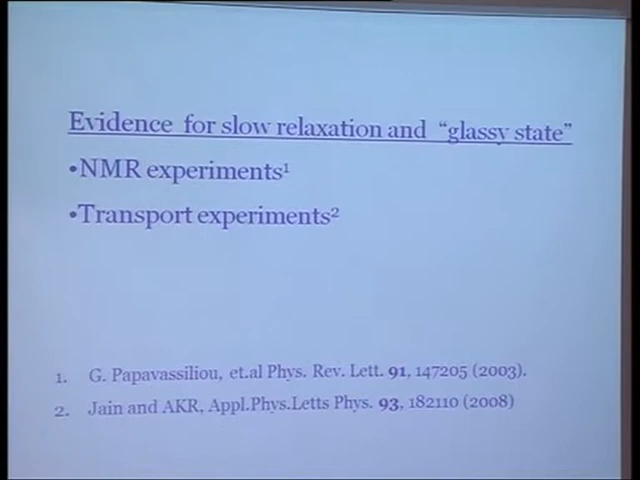 Evidence for slow relaxation and “glassy state”
•NMR experiments¹
•Transport experiments²
1. G. Papavassiliou, et.al Phys. Rev. Lett. 91, 147205 (2003).
2. Jain and AKR, Appl.Phys.Letts Phys. 93, 182110 (2008)